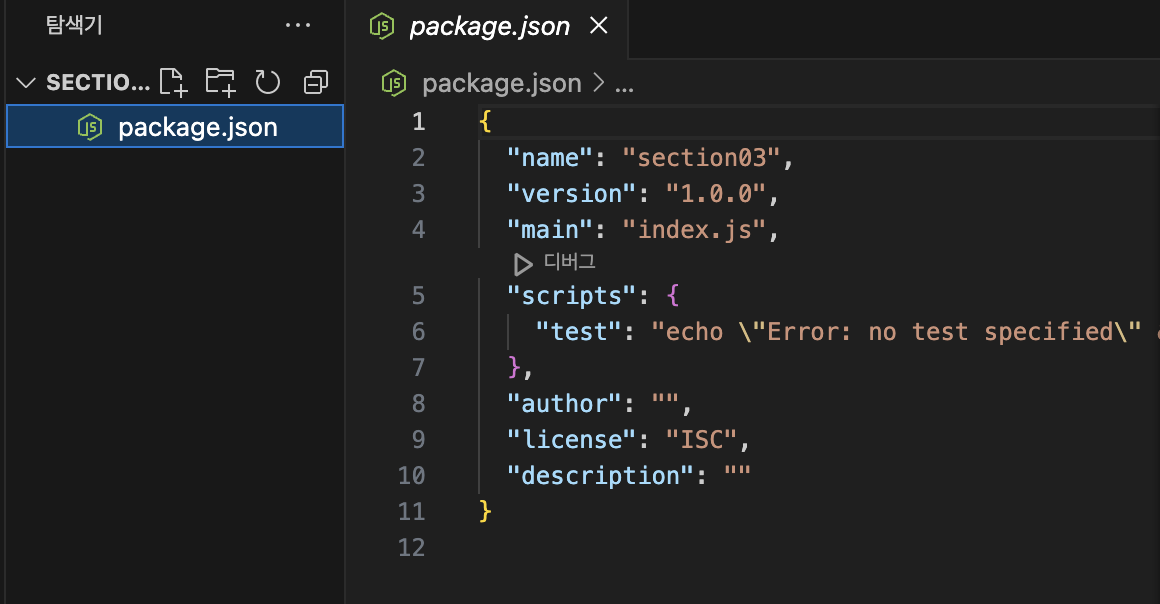 탐색기 ...
SECTIO...
package.json
package.json
package.json > ...
1 {
2 "name": "section03",
3 "version": "1.0.0",
4 "main": "index.js",
디버그
5 "scripts": {
6 "test": "echo \"Error: no test specified\"
7 },
8 "author": "",
9 "license": "ISC",
10 "description": ""
11 }
12